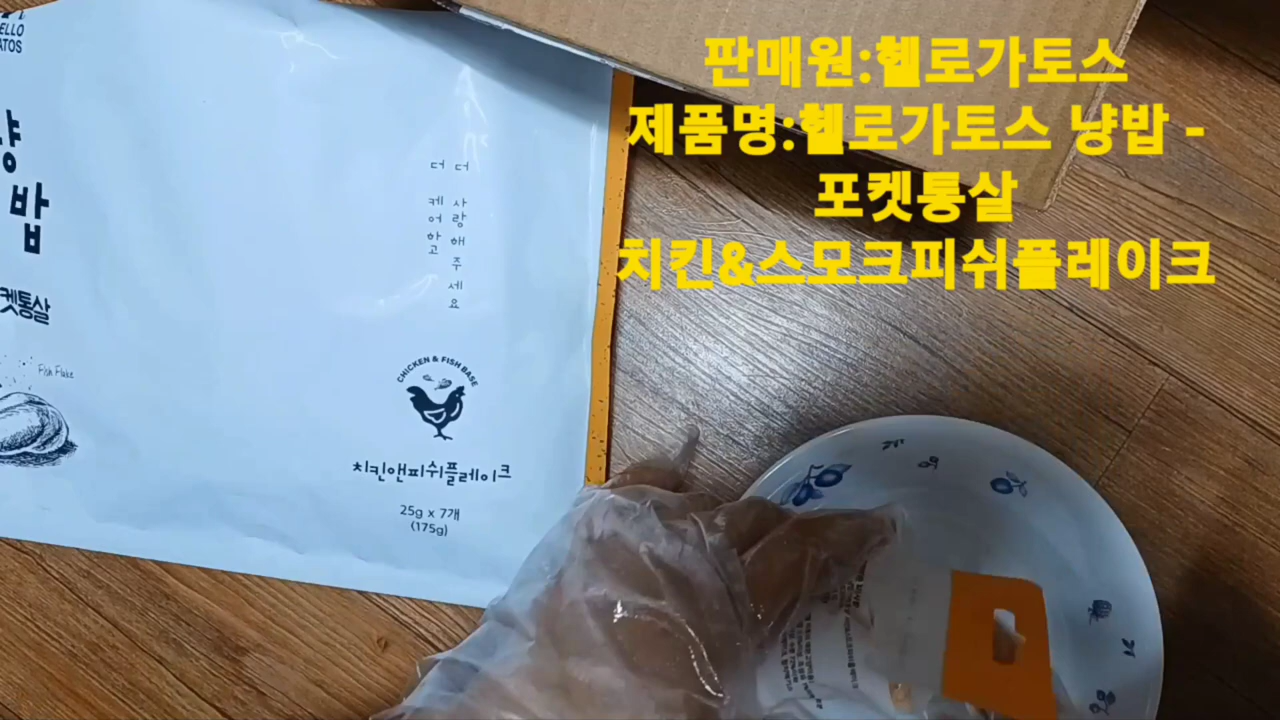 판매원:헬로가토스
제품명:헬로가토스 냥밥 -
포켓통살
치킨&스모크피쉬플레이크
ELLO
ATOS
냥
밥
켓통살
Fish Flake
더 사랑해주세요
더 케어하고
CHICKEN & FISH BASE
치킨앤피쉬플레이크
25g x 7개
(175g)